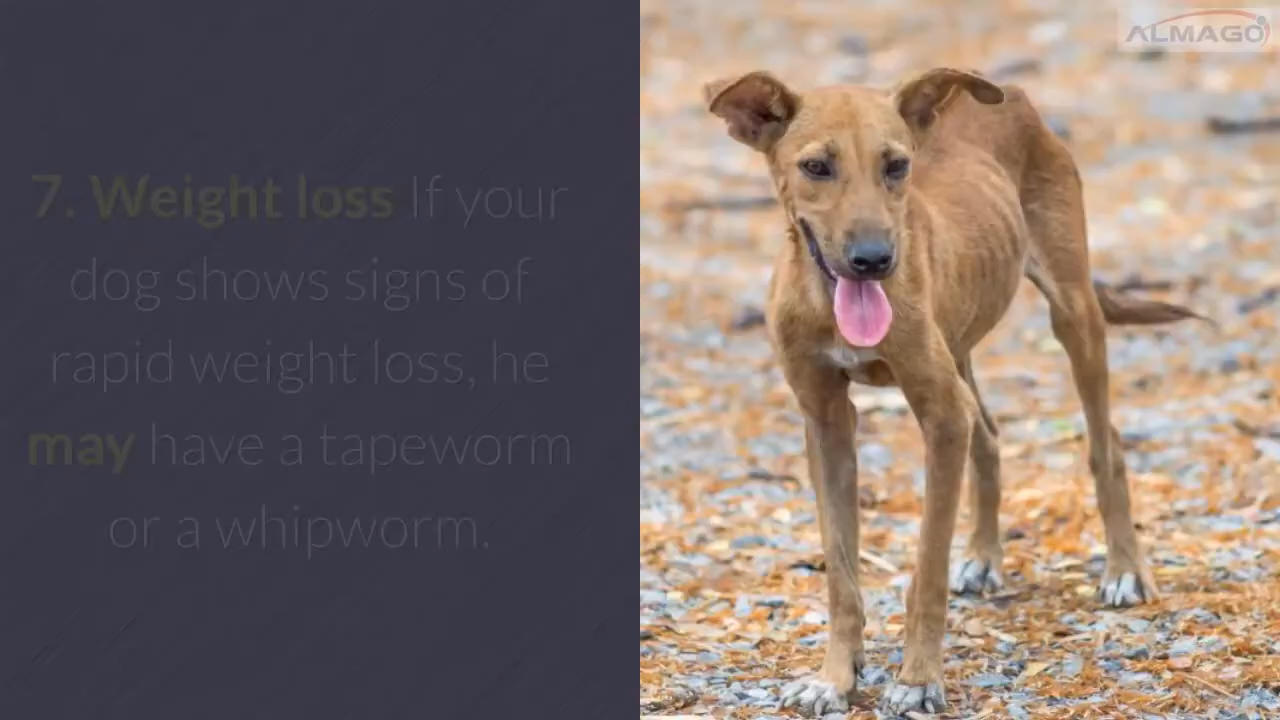 7. Weight loss If your
dog shows signs of
rapid weight loss, he
may have a tapeworm
or a whipworm.
ALMAGO